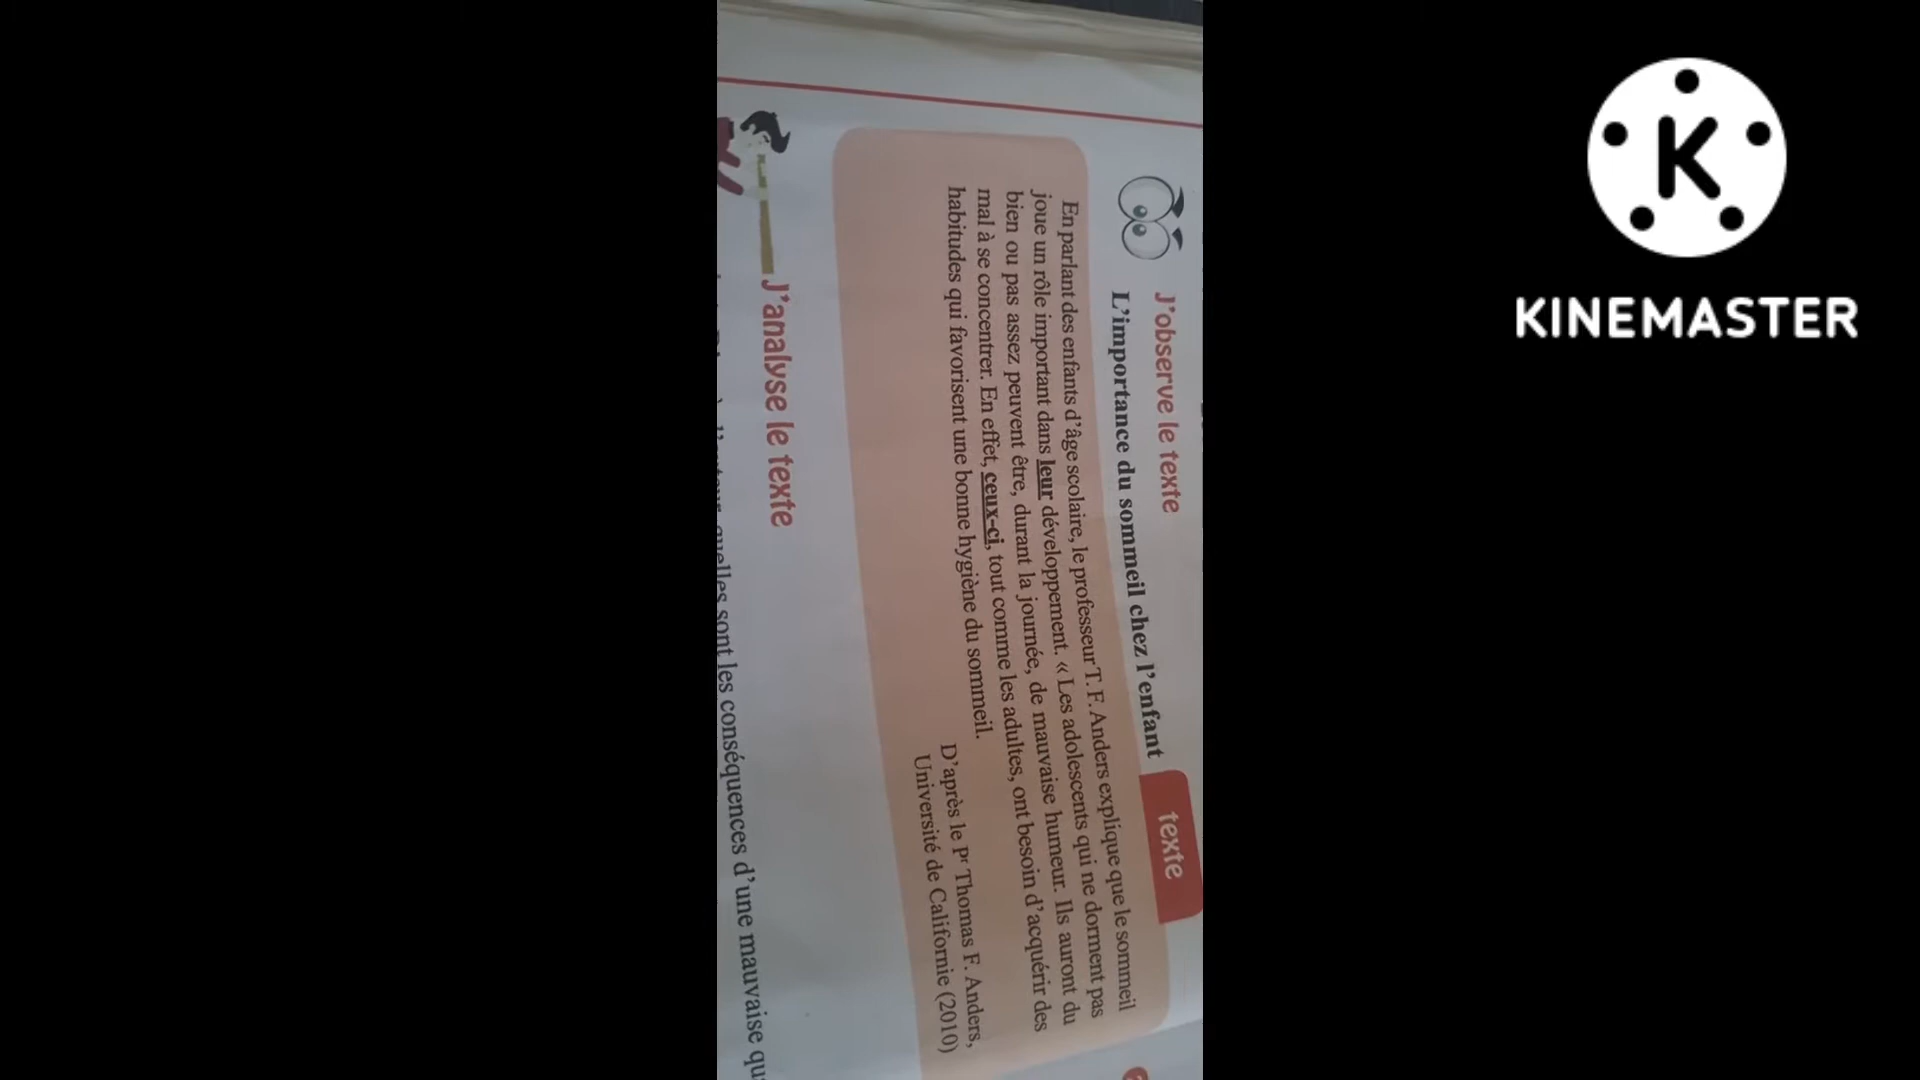 J'observe le texte
L'importance du sommeil chez l'enfant
texte
En parlant des enfants d'âge scolaire, le professeur T. F. Anders explique que le sommeil
joue un rôle important dans leur développement. « Les adolescents qui ne dorment pas
bien ou pas assez peuvent être, durant la journée, de mauvaise humeur. Ils auront du
mal à se concentrer. En effet, ceux-ci, tout comme les adultes, ont besoin d'acquérir des
habitudes qui favorisent une bonne hygiène du sommeil.
D'après le Pr Thomas F. Anders,
Université de Californie (2010)
J'analyse le texte
quelles sont les conséquences d'une mauvaise
K
KINEMASTER